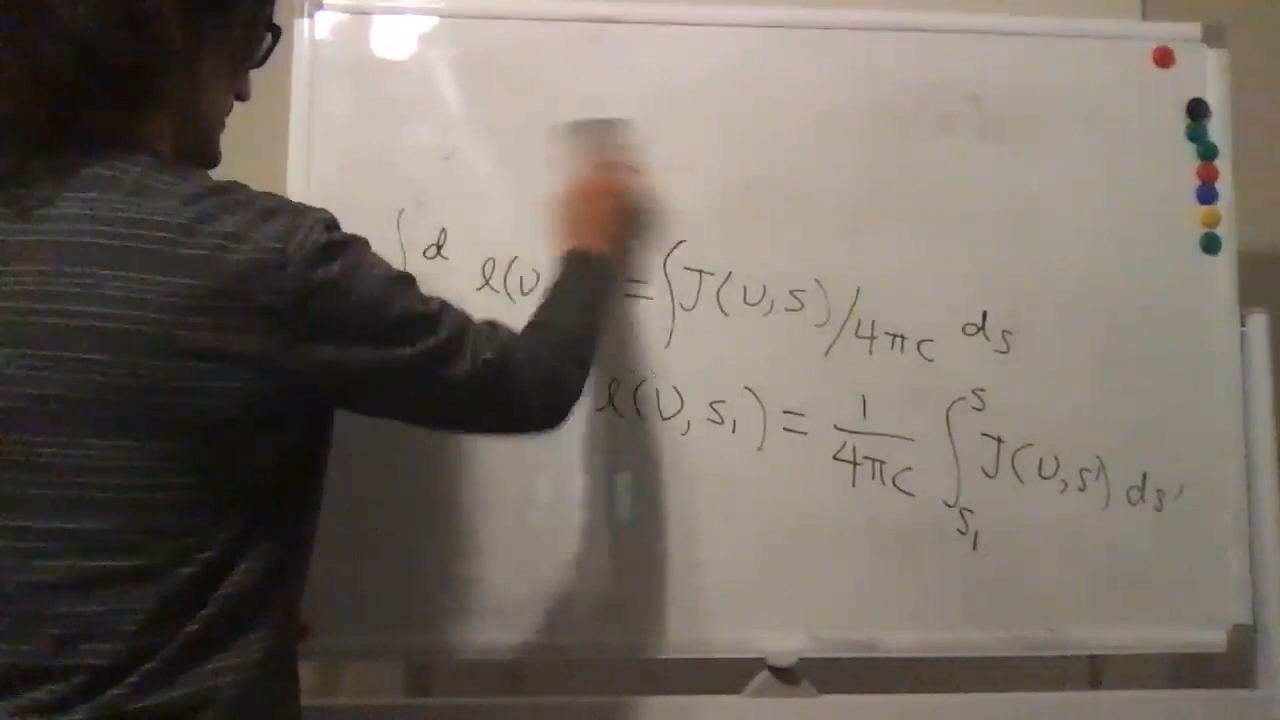 ∫ d l(ν = ∫ J(ν, s)/4πc ds
l(ν, s₁) = 1/4πc ∫_{s₁}^{s} J(ν, s') ds'